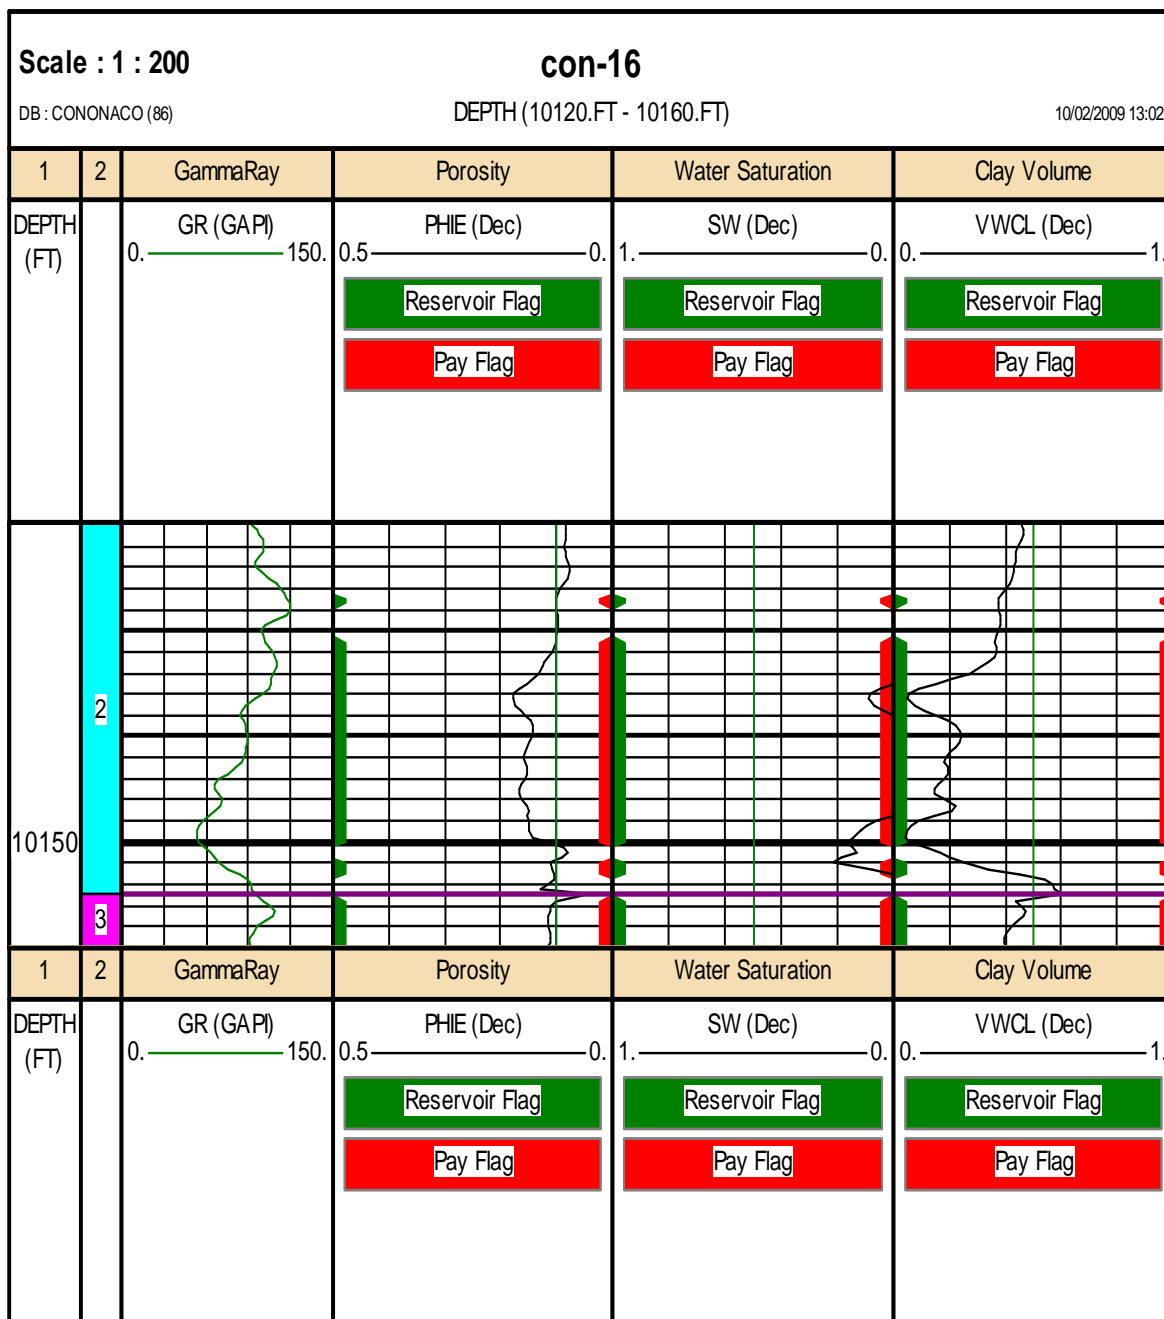 Scale : 1 : 200 con-16
DB : CONONACO (86) DEPTH (10120.FT - 10160.FT) 10/02/2009 13:02
1 2 GammaRay Porosity Water Saturation Clay Volume
DEPTH GR (GAPI) PHIE (Dec) SW (Dec) VWCL (Dec)
(FT) 0. 150. 0.5 0. 1. 0. 0. 1.
Reservoir Flag Reservoir Flag Reservoir Flag
Pay Flag Pay Flag Pay Flag
2
10150
3
1 2 GammaRay Porosity Water Saturation Clay Volume
DEPTH GR (GAPI) PHIE (Dec) SW (Dec) VWCL (Dec)
(FT) 0. 150. 0.5 0. 1. 0. 0. 1.
Reservoir Flag Reservoir Flag Reservoir Flag
Pay Flag Pay Flag Pay Flag